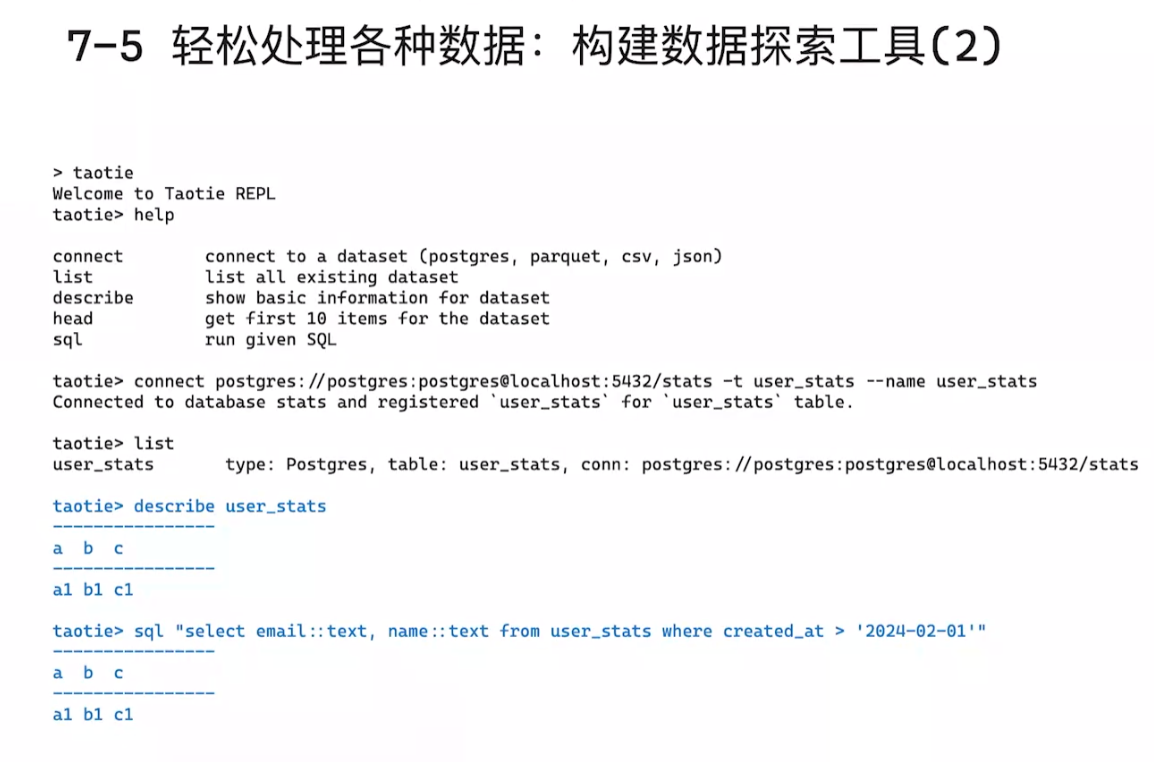 7-5 轻松处理各种数据：构建数据探索工具(2)
> taotie
Welcome to Taotie REPL
taotie> help
connect        connect to a dataset (postgres, parquet, csv, json)
list           list all existing dataset
describe       show basic information for dataset
head           get first 10 items for the dataset
sql            run given SQL
taotie> connect postgres://postgres:postgres@localhost:5432/stats -t user_stats --name user_stats
Connected to database stats and registered `user_stats` for `user_stats` table.
taotie> list
user_stats       type: Postgres, table: user_stats, conn: postgres://postgres:postgres@localhost:5432/stats
taotie> describe user_stats
----------------
a  b  c
----------------
a1 b1 c1
taotie> sql "select email::text, name::text from user_stats where created_at > '2024-02-01'"
----------------
a  b  c
----------------
a1 b1 c1